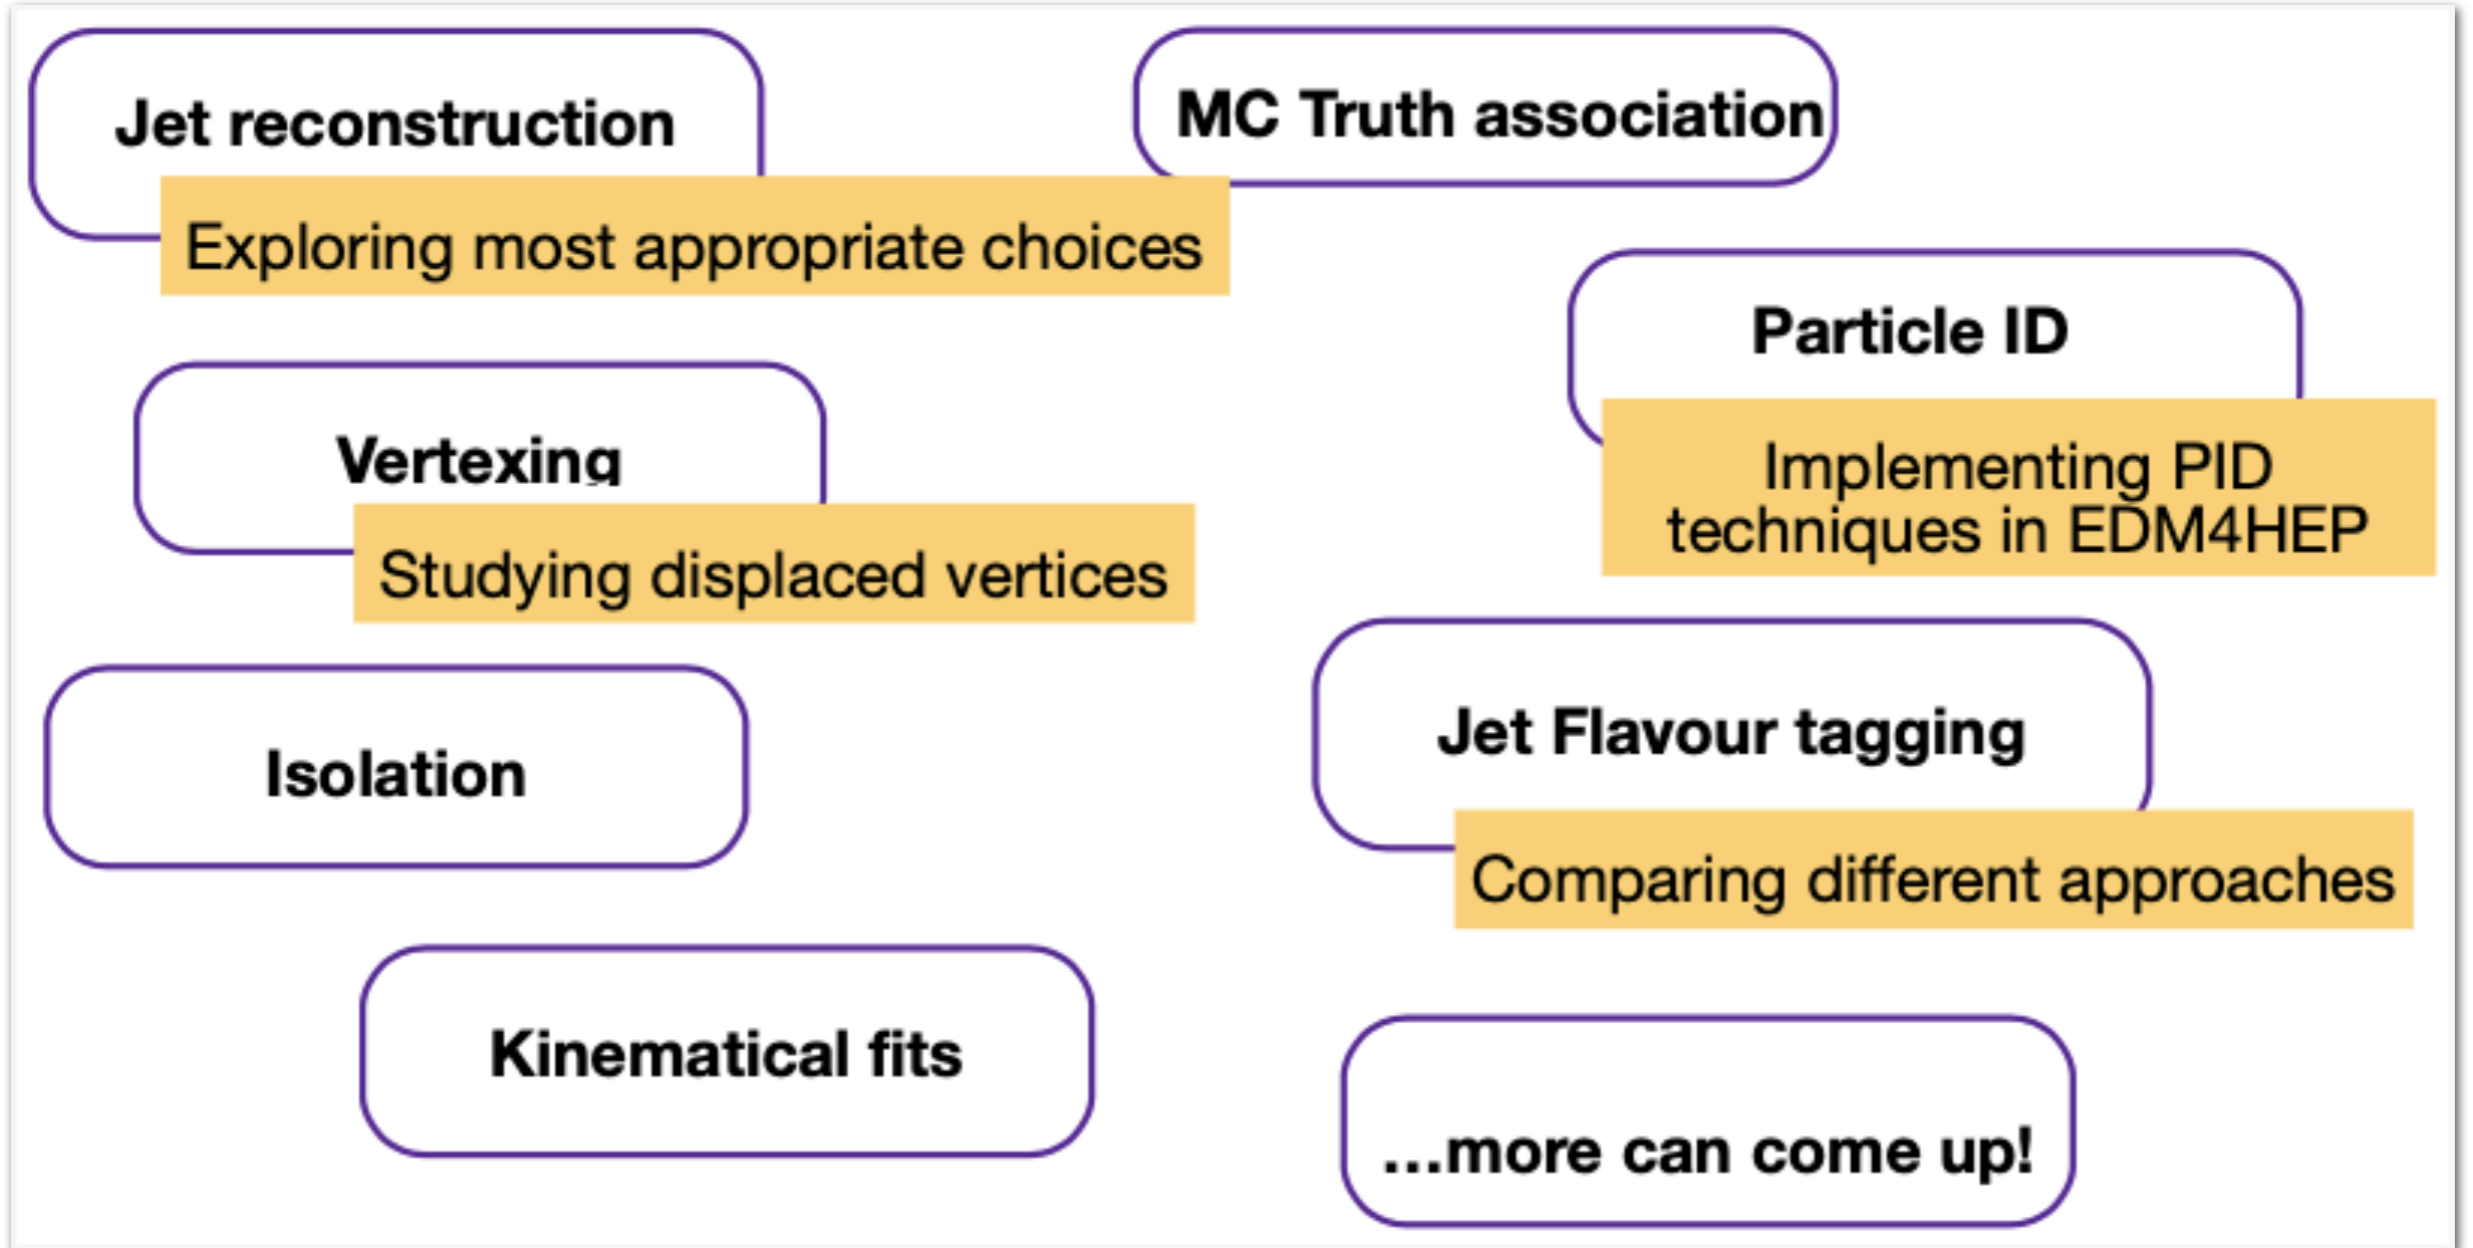 Jet reconstruction
Exploring most appropriate choices
MC Truth association
Particle ID
Implementing PID
techniques in EDM4HEP
Vertexing
Studying displaced vertices
Isolation
Jet Flavour tagging
Comparing different approaches
Kinematical fits
...more can come up!